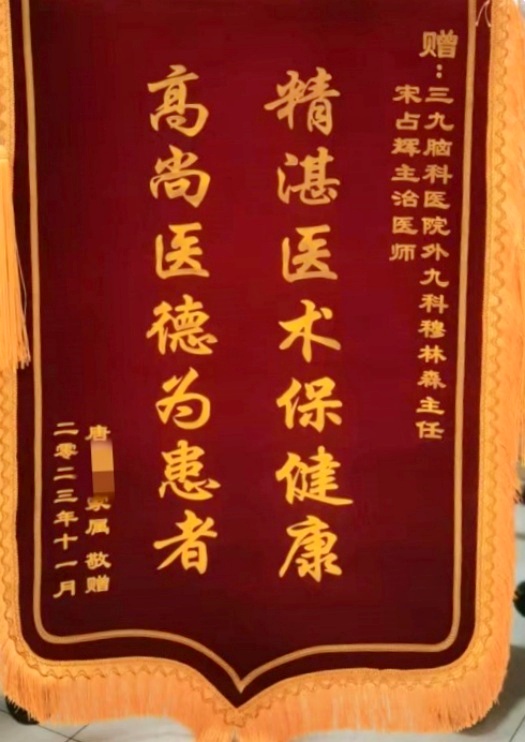 赠：
三九脑科医院外九科穆林森主任
宋占辉主治医师
精湛医术保健康
高尚医德为患者
唐家属 敬赠
二零二三年十一月